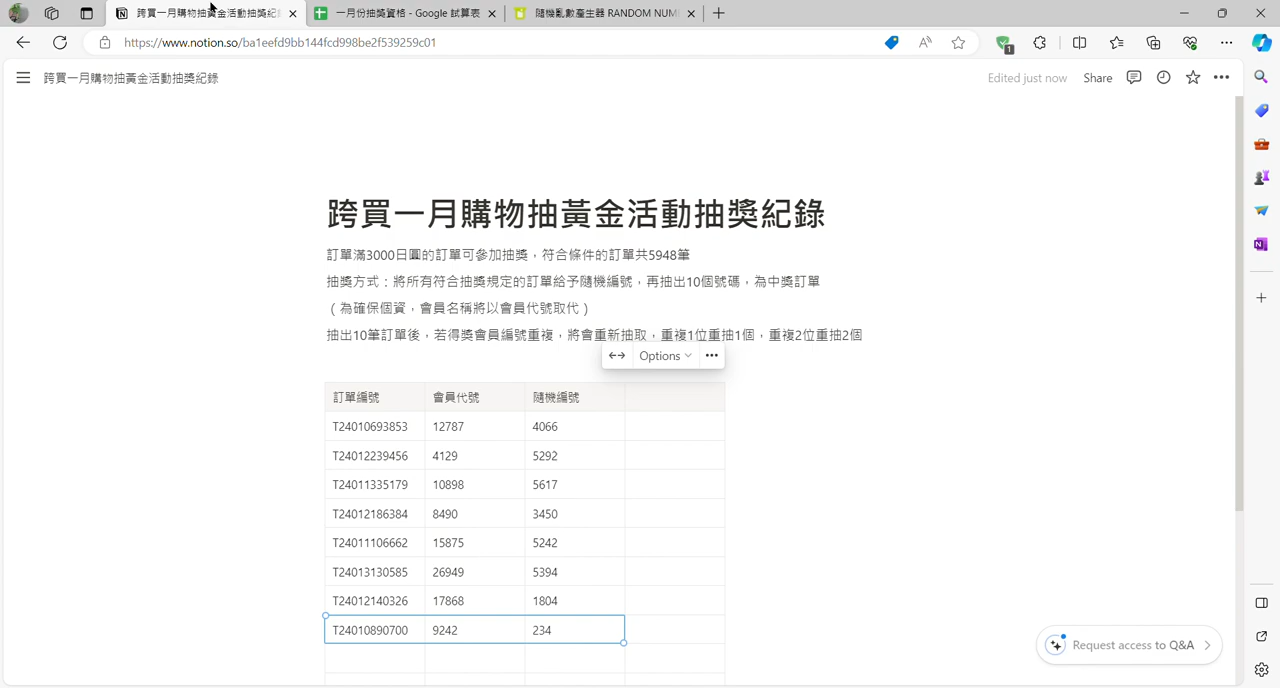 跨買一月購物抽黃金活動抽獎紀
一月份抽獎資格 - Google 試算表
隨機亂數產生器 RANDOM NUM
https://www.notion.so/ba1eefd9bb144fcd998be2f539259c01
1
跨買一月購物抽黃金活動抽獎紀錄
Edited just now
Share
跨買一月購物抽黃金活動抽獎紀錄
訂單滿3000日圓的訂單可參加抽獎，符合條件的訂單共5948筆
抽獎方式：將所有符合抽獎規定的訂單給予隨機編號，再抽出10個號碼，為中獎訂單
（為確保個資，會員名稱將以會員代號取代）
抽出10筆訂單後，若得獎會員編號重複，將會重新抽取，重複1位重抽1個，重複2位重抽2個
Options
訂單編號 會員代號 隨機編號
T24010693853 12787 4066
T24012239456 4129 5292
T24011335179 10898 5617
T24012186384 8490 3450
T24011106662 15875 5242
T24013130585 26949 5394
T24012140326 17868 1804
T24010890700 9242 234
Request access to Q&A